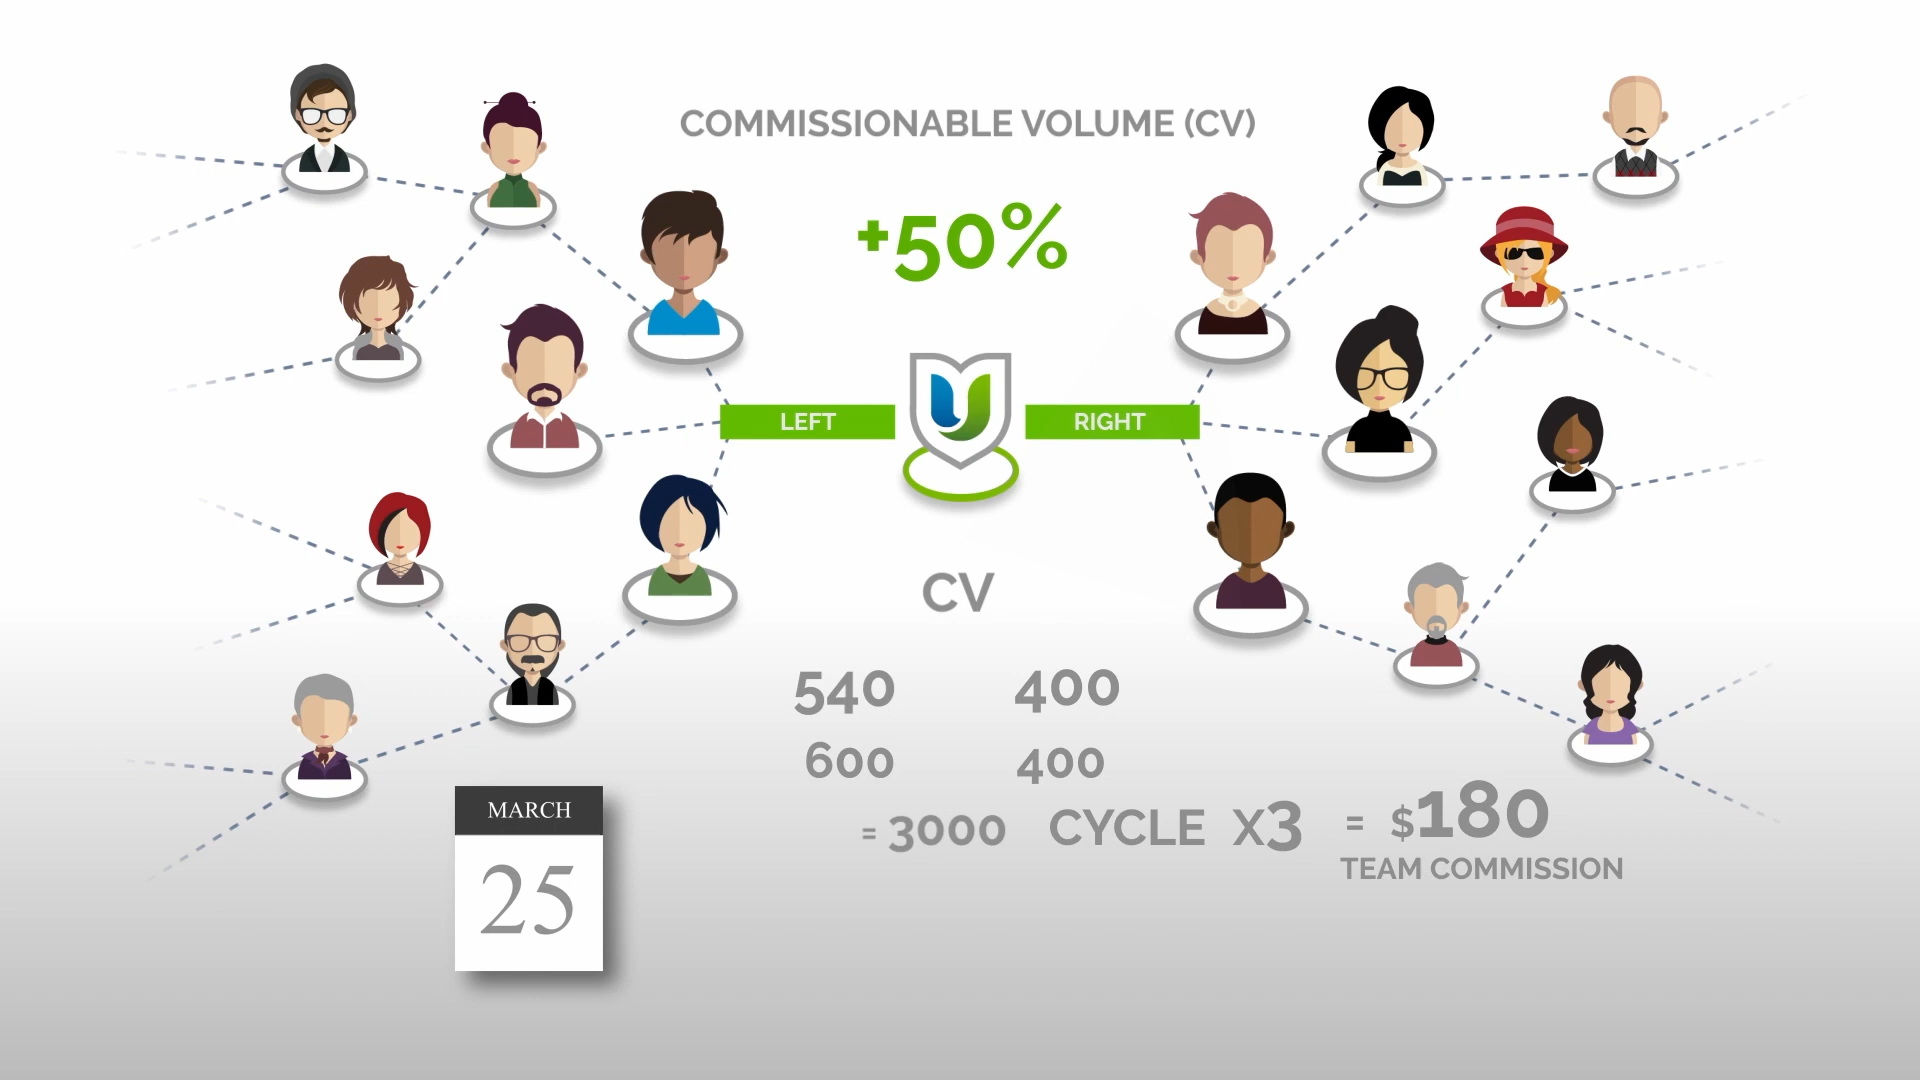 COMMISSIONABLE VOLUME (CV)
+50%
LEFT RIGHT
CV
540 400
600 400
= 3000 CYCLE X3 = $180
TEAM COMMISSION
MARCH
25